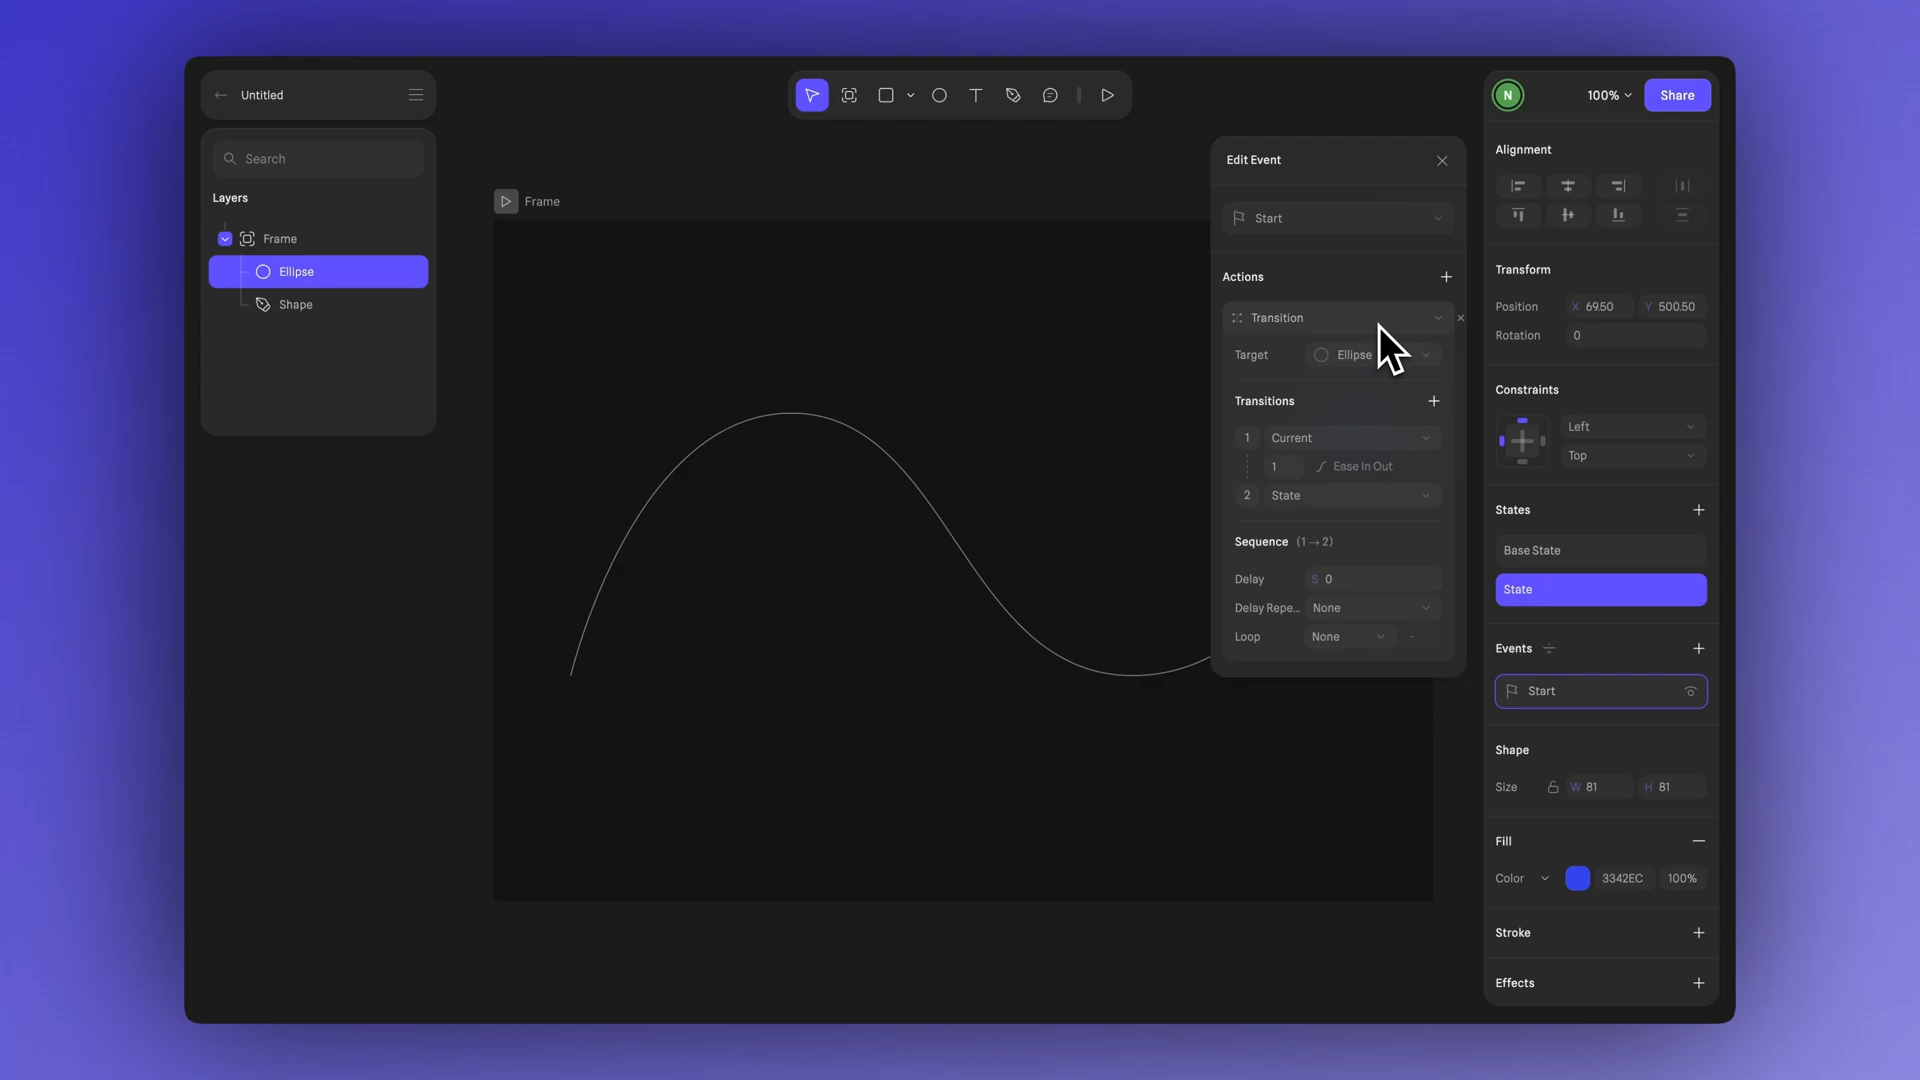 Untitled
N
100%
Share
Search
Layers
Frame
Ellipse
Shape
Frame
Edit Event
Start
Actions
Transition
Target
Ellipse
Transitions
1 Current
1 Ease In Out
2 State
Sequence (1→2)
Delay S 0
Delay Repe... None
Loop None -
Alignment
Transform
Position X 69.50 Y 500.50
Rotation 0
Constraints
Left
Top
States
Base State
State
Events
Start
Shape
Size W 81 H 81
Fill
Color 3342EC 100%
Stroke
Effects